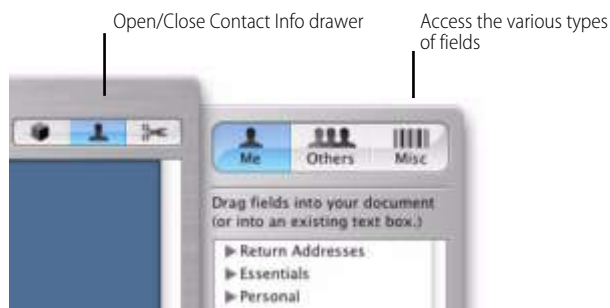 Open/Close Contact Info drawer
Access the various types
of fields
Me
Others
Misc
Drag fields into your document
(or into an existing text box.)
Return Addresses
Essentials
Personal